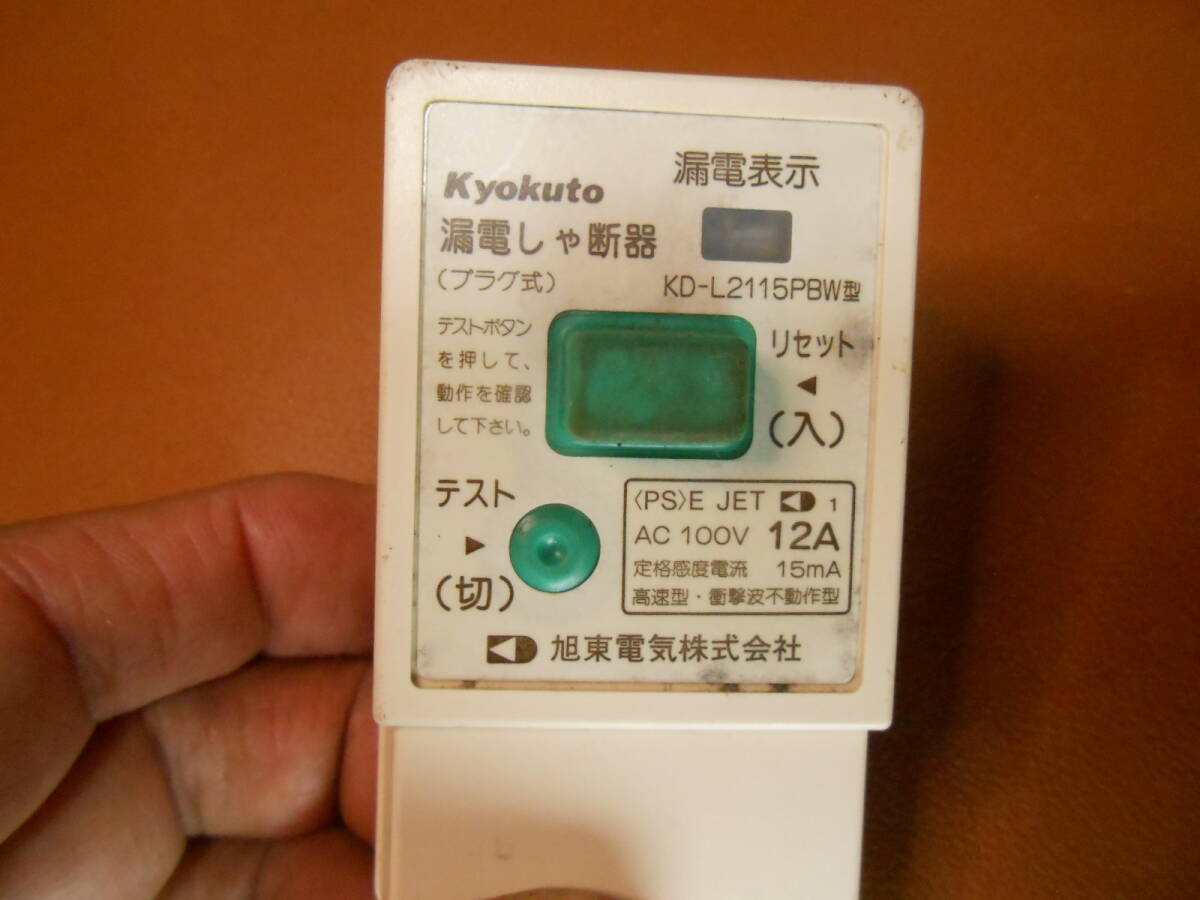 漏電表示
Kyokuto
漏電しゃ断器
(プラグ式)
KD-L2115PBW型
テストボタン
を押して、
動作を確認
して下さい。
リセット
◀
(入)
テスト
▶
(切)
〈PS〉E JET 1
AC 100V 12A
定格感度電流 15mA
高速型・衝撃波不動作型
旭東電気株式会社